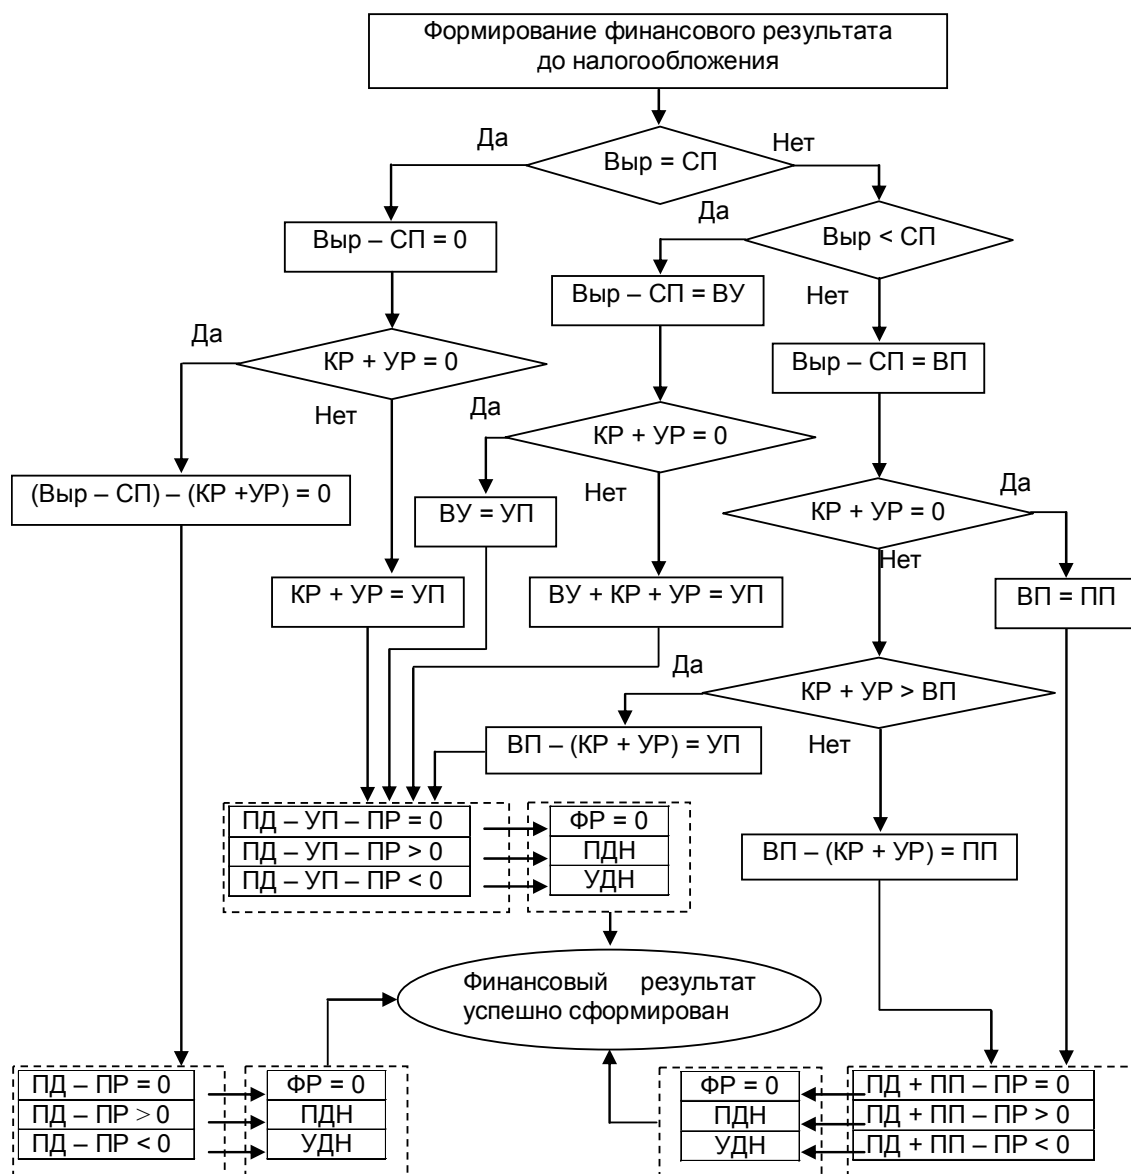 Формирование финансового результата
до налогообложения
Да
Нет
Выр = СП
Да
Выр – СП = 0
Выр < СП
Выр – СП = ВУ
Нет
Да
КР + УР = 0
Выр – СП = ВП
Нет
Да
КР + УР = 0
(Выр – СП) – (КР +УР) = 0
Да
ВУ = УП
Нет
КР + УР = 0
Нет
КР + УР = УП
ВУ + КР + УР = УП
ВП = ПП
Да
КР + УР > ВП
ВП – (КР + УР) = УП
Нет
ПД – УП – ПР = 0
ФР = 0
ПД – УП – ПР > 0
ПДН
ПД – УП – ПР < 0
УДН
ВП – (КР + УР) = ПП
Финансовый результат
успешно сформирован
ПД – ПР = 0
ФР = 0
ФР = 0
ПД + ПП – ПР = 0
ПД – ПР > 0
ПДН
ПДН
ПД + ПП – ПР > 0
ПД – ПР < 0
УДН
УДН
ПД + ПП – ПР < 0